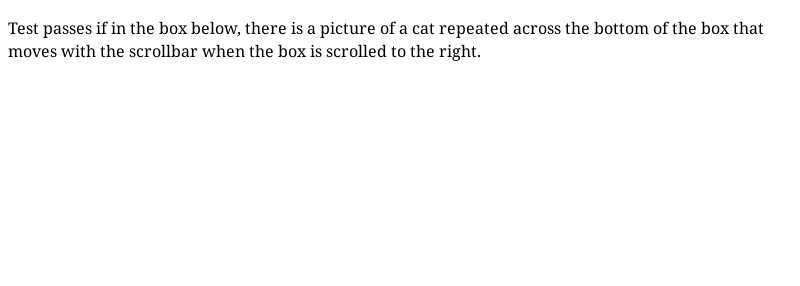 Test passes if in the box below, there is a picture of a cat repeated across the bottom of the box that
moves with the scrollbar when the box is scrolled to the right.